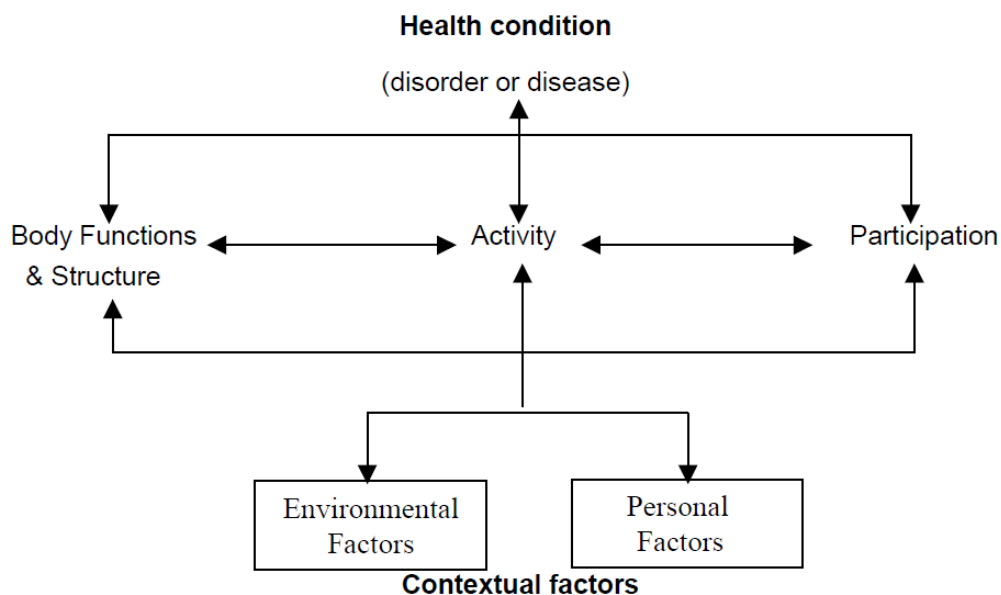 Health condition
(disorder or disease)
Body Functions
& Structure
Activity
Participation
Environmental
Factors
Personal
Factors
Contextual factors